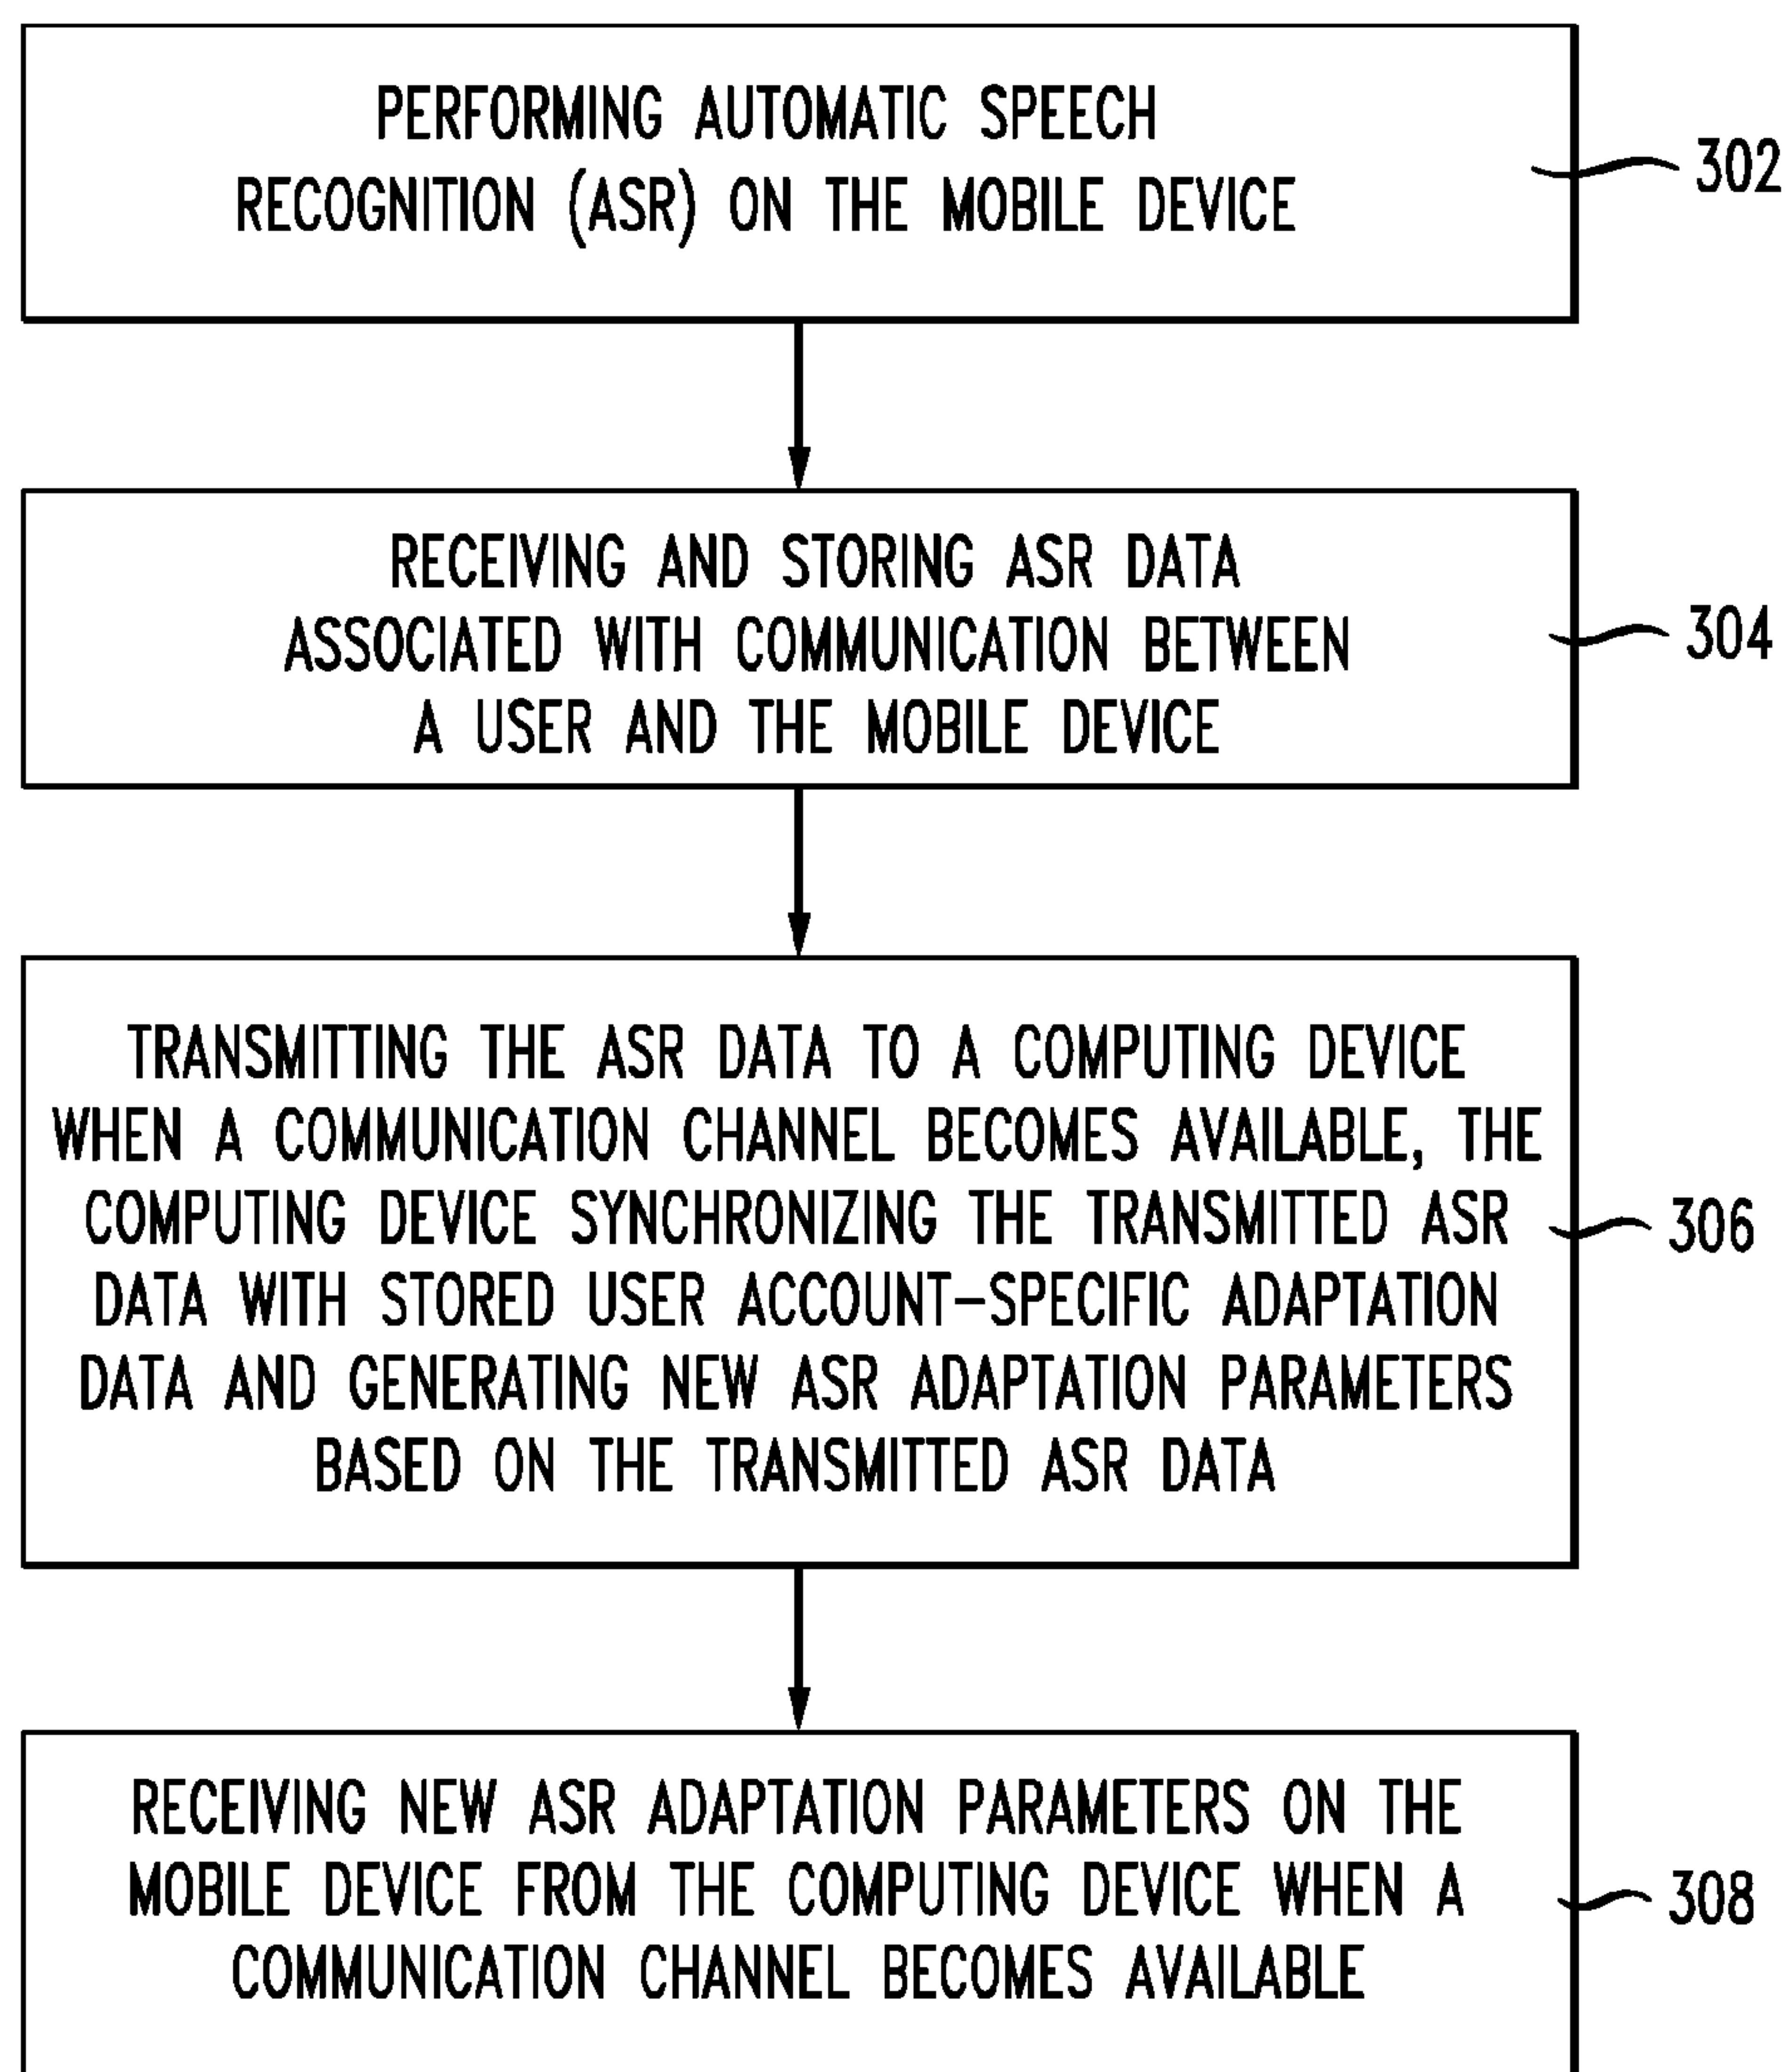 PERFORMING AUTOMATIC SPEECH
RECOGNITION (ASR) ON THE MOBILE DEVICE
302
RECEIVING AND STORING ASR DATA
ASSOCIATED WITH COMMUNICATION BETWEEN
A USER AND THE MOBILE DEVICE
304
TRANSMITTING THE ASR DATA TO A COMPUTING DEVICE
WHEN A COMMUNICATION CHANNEL BECOMES AVAILABLE, THE
COMPUTING DEVICE SYNCHRONIZING THE TRANSMITTED ASR
DATA WITH STORED USER ACCOUNT-SPECIFIC ADAPTATION
DATA AND GENERATING NEW ASR ADAPTATION PARAMETERS
BASED ON THE TRANSMITTED ASR DATA
306
RECEIVING NEW ASR ADAPTATION PARAMETERS ON THE
MOBILE DEVICE FROM THE COMPUTING DEVICE WHEN A
COMMUNICATION CHANNEL BECOMES AVAILABLE
308